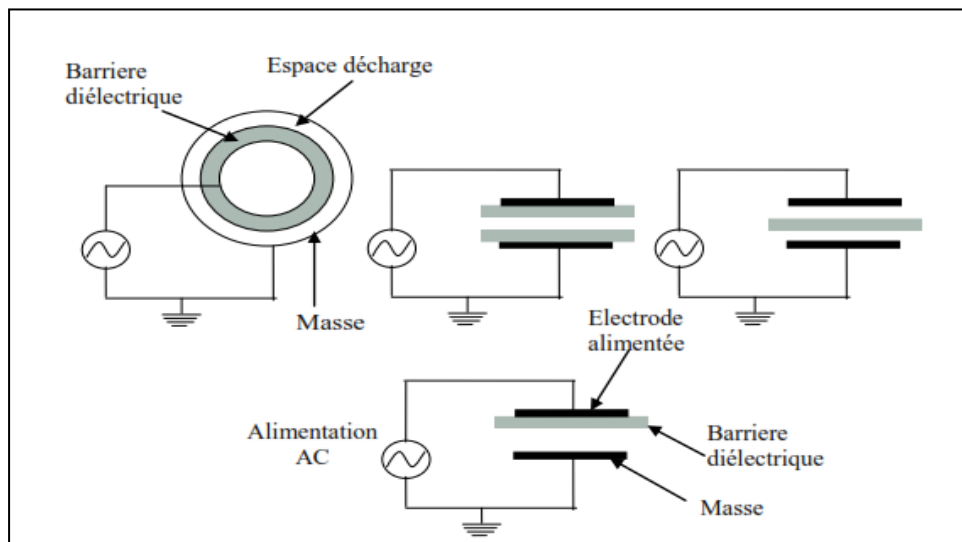 Espace décharge
Barriere
diélectrique
Masse
Electrode
alimentée
Alimentation
AC
Barriere
diélectrique
Masse